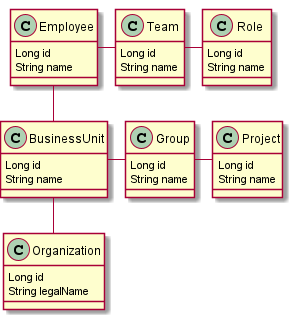 C Employee
Long id
String name
C Team
Long id
String name
C Role
Long id
String name
C BusinessUnit
Long id
String name
C Group
Long id
String name
C Project
Long id
String name
C Organization
Long id
String legalName